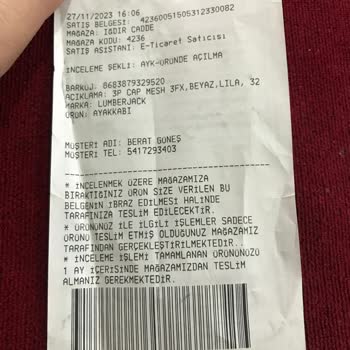 27/11/2023 16:06
SATIŞ BELGESI: 42360051505312330082
MAĞAZA: IĞDIR CADDE
MAĞAZA KODU: 4236
SATIŞ ASİSTANI: E-Ticaret Satıcısı
İNCELEME ŞEKLİ: AYK-ÜRÜNDE AÇILMA
BARKOJ: 8683879329520
AÇIKLAMA: 3P CAP MESH 3FX,BEYAZ,LILA, 32
MARKA: LUMBERJACK
ÜRÜN: AYAKKABI
MÜŞTERİ ADI: BERAT GÜNEŞ
MÜŞTERİ TEL: 5417293403
* İNCELENMEK ÜZERE MAĞAZAMIZA
BIRAKTIĞINIZ ÜRÜN SİZE VERİLEN BU
BELGENİN İBRAZ EDİLMESİ HALİNDE
TARAFINIZA TESLİM EDİLECEKTİR.
* ÜRÜNÜNÜZ İLE İLGİLİ İŞLEMLER SADECE
ÜRÜNÜ TESLİM ETMİŞ OLDUĞUNUZ MAĞAZAMIZ
TARAFINDAN GERÇEKLEŞTİRİLMEKTEDİR.
* İNCELEME İŞLEMİ TAMAMLANAN ÜRÜNÜNÜZÜ
1 AY İÇERİSİNDE MAĞAZAMIZDAN TESLİM
ALMANIZ GEREKMEKTEDİR.